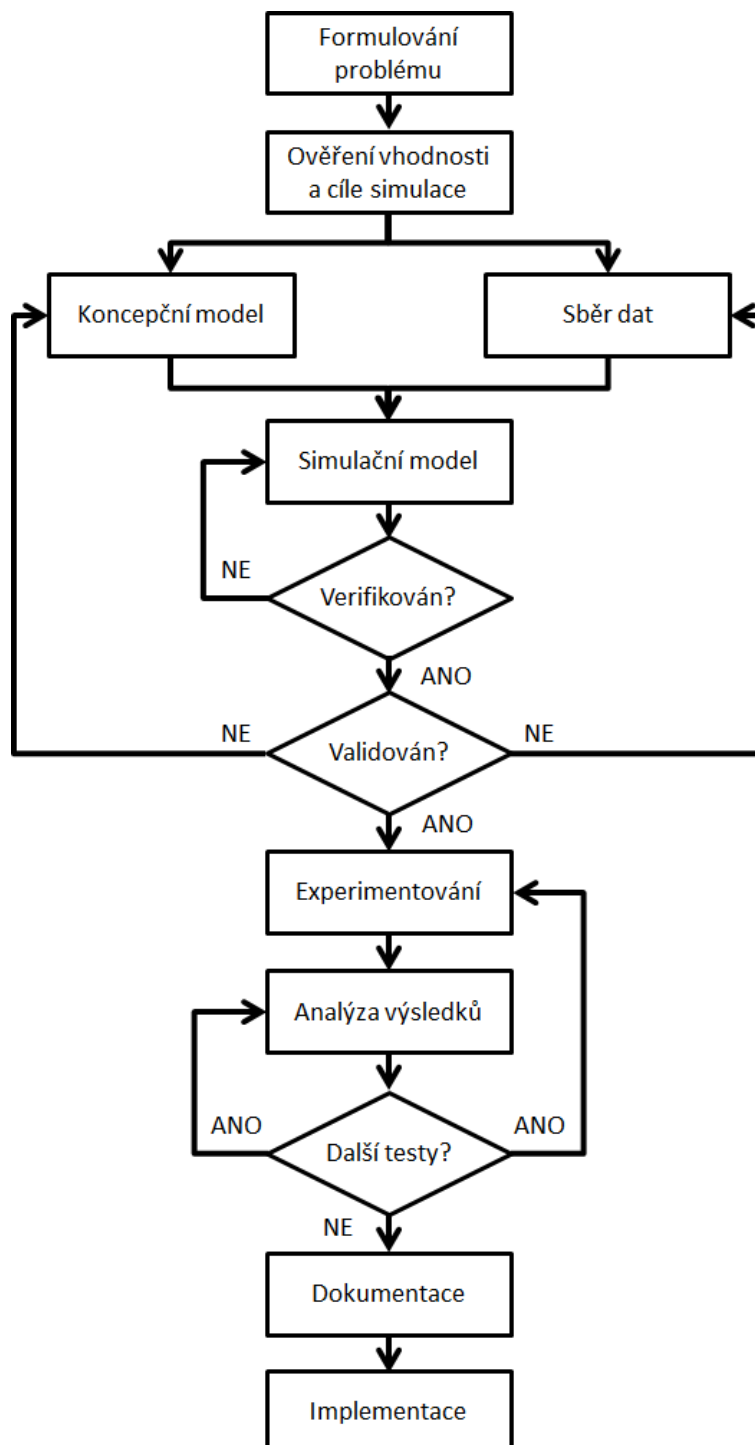 Formulování
problému
Ověření vhodnosti
a cíle simulace
Koncepční model
Sběr dat
Simulační model
NE
Verifikován?
ANO
NE
Validován?
NE
ANO
Experimentování
Analýza výsledků
ANO
Další testy?
ANO
NE
Dokumentace
Implementace